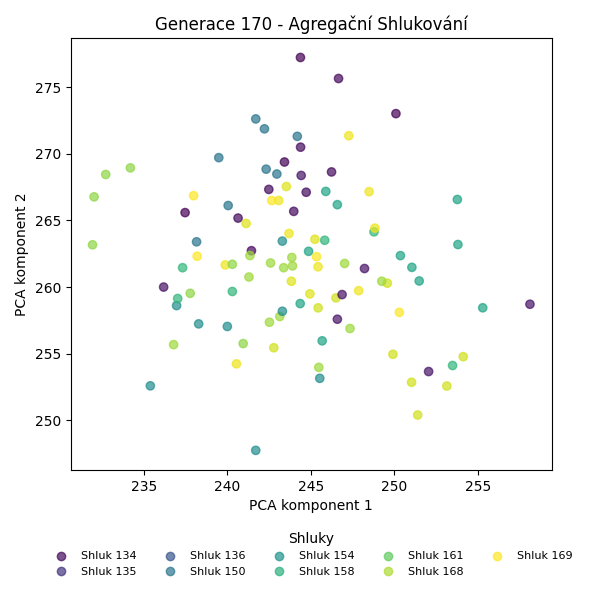 Generace 170 - Agregační Shlukování
PCA komponent 2
275
270
265
260
255
250
235 240 245 250 255
PCA komponent 1
Shluky
Shluk 134 Shluk 136 Shluk 154 Shluk 161 Shluk 169
Shluk 135 Shluk 150 Shluk 158 Shluk 168